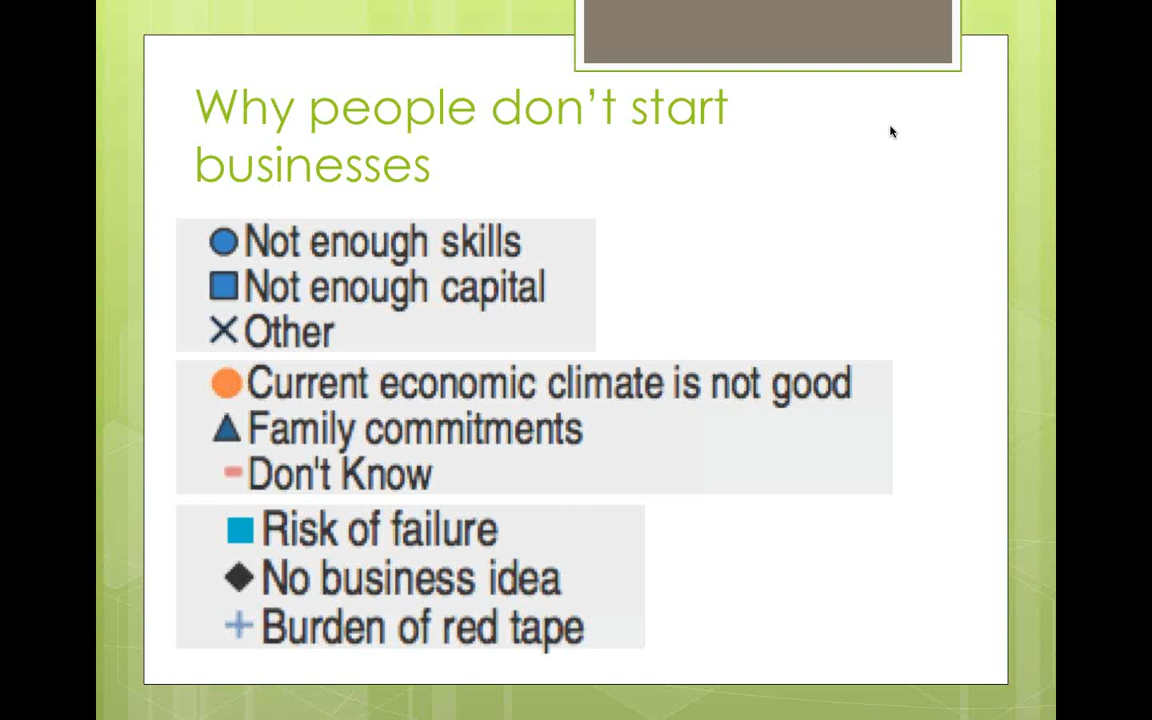 Why people don’t start
businesses
Not enough skills
Not enough capital
Other
Current economic climate is not good
Family commitments
Don't Know
Risk of failure
No business idea
Burden of red tape